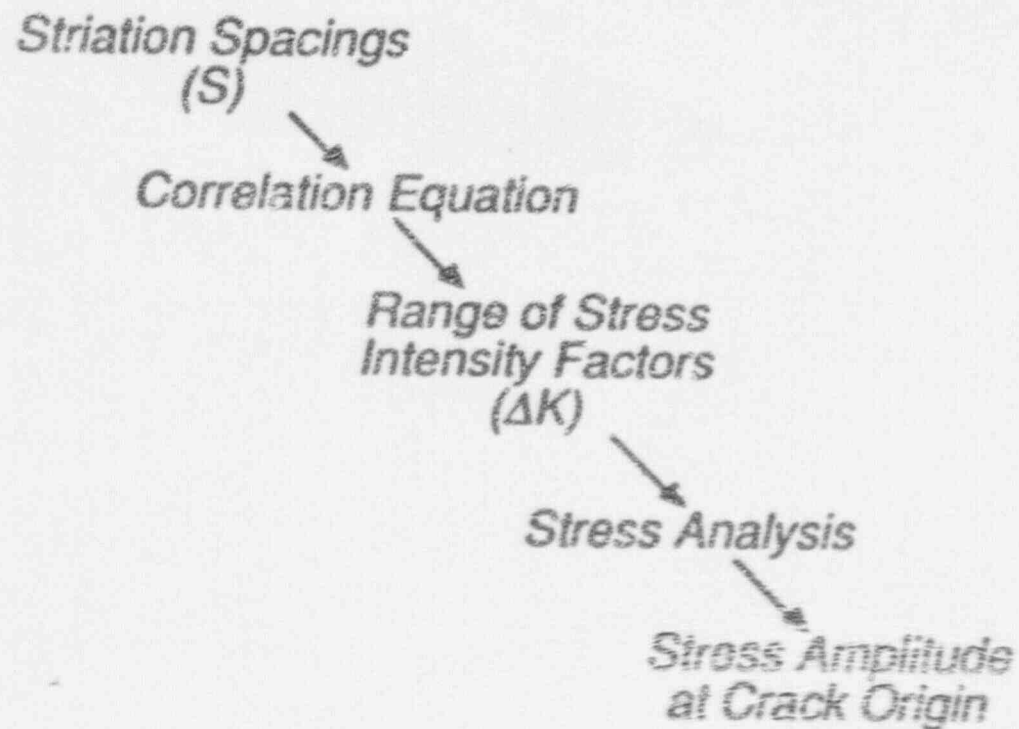 Striation Spacings
(S)
Correlation Equation
Range of Stress
Intensity Factors
(ΔK)
Stress Analysis
Stress Amplitude
at Crack Origin